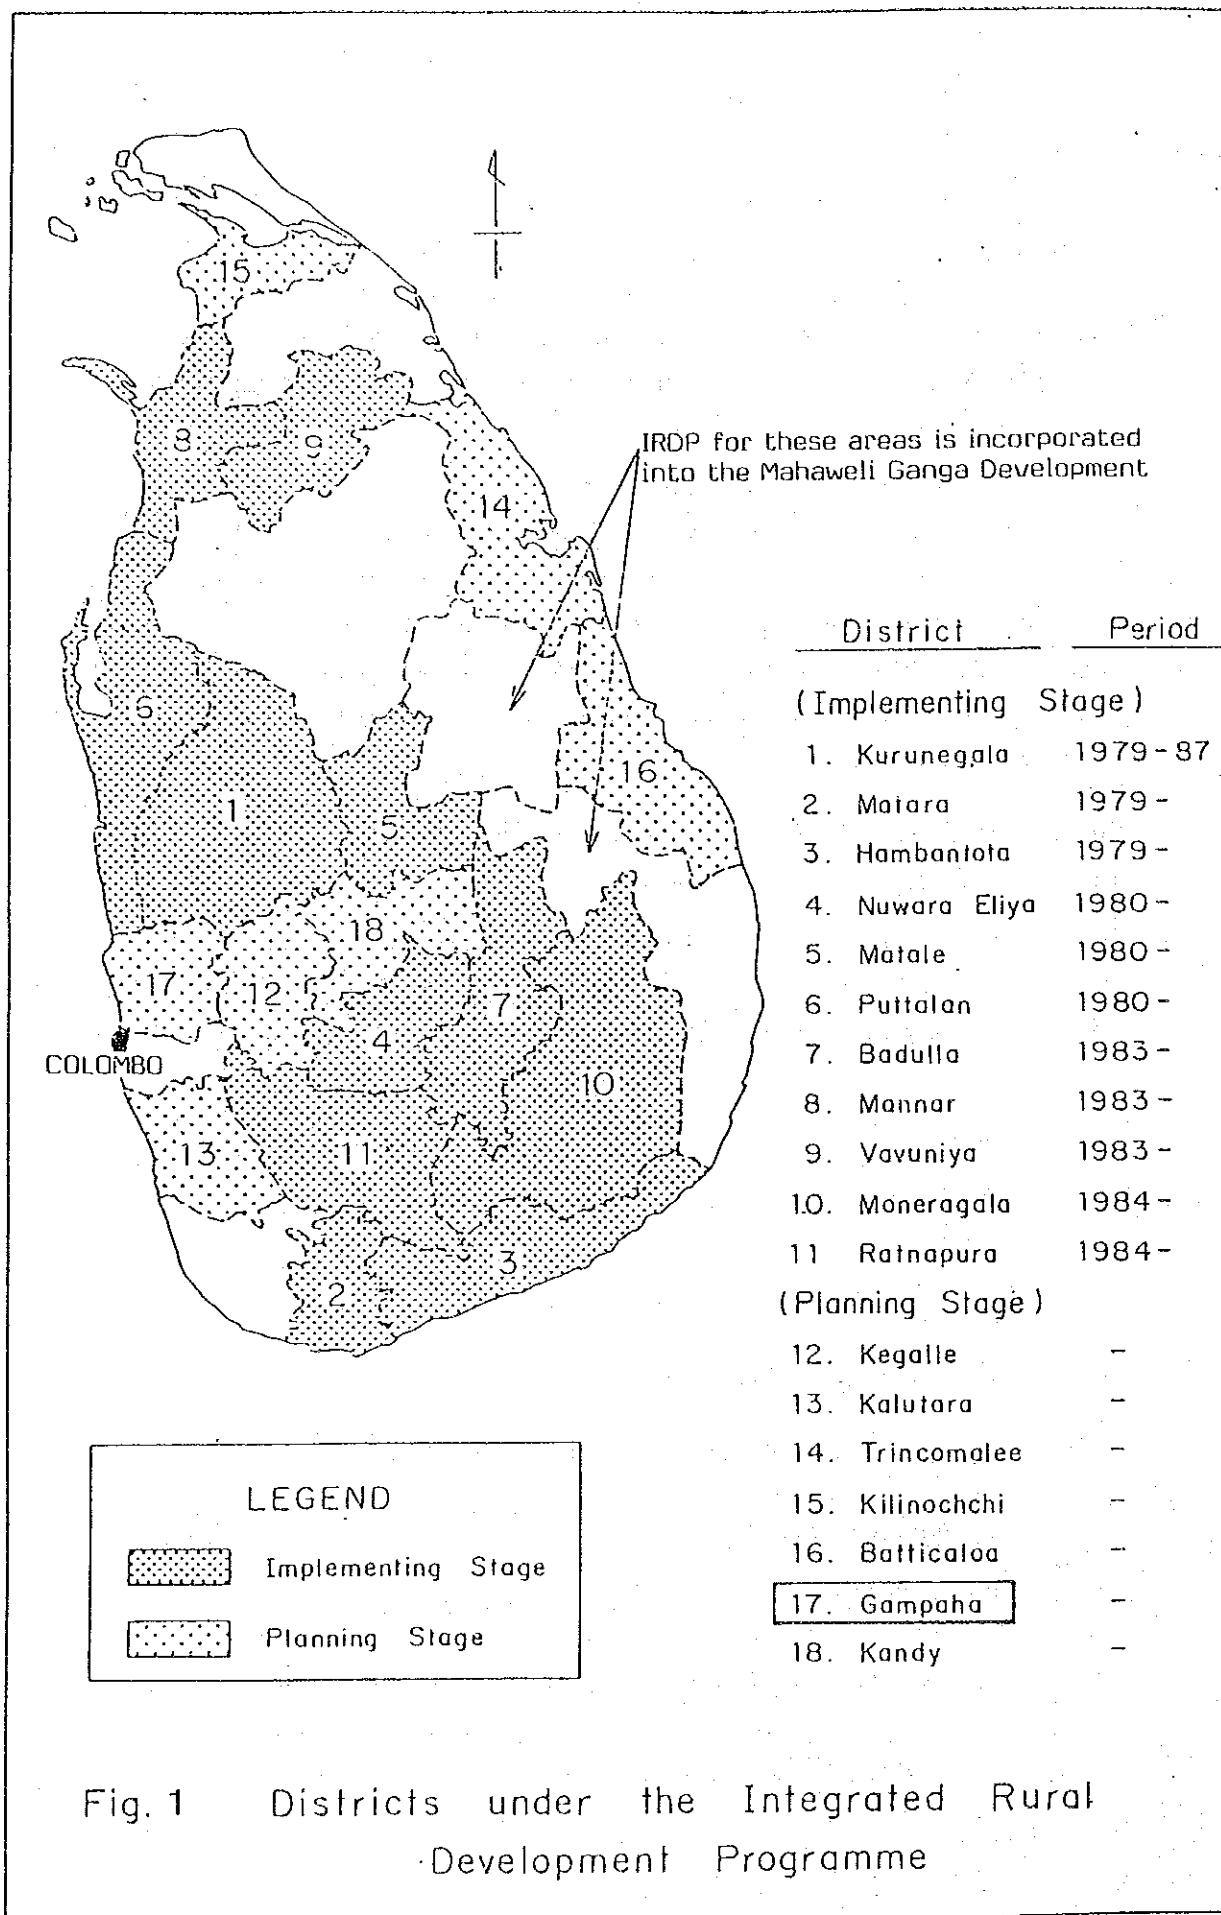 15
8
9
14
IRDP for these areas is incorporated
into the Mahaweli Ganga Development
6
1
5
16
18
17
12
7
4
COLOMBO
10
13
11
3
2
District Period
(Implementing Stage)
1. Kurunegala 1979-87
2. Matara 1979-
3. Hambantota 1979-
4. Nuwara Eliya 1980-
5. Matale 1980-
6. Puttalan 1980-
7. Badulla 1983-
8. Mannar 1983-
9. Vavuniya 1983-
10. Moneragala 1984-
11 Ratnapura 1984-
(Planning Stage)
12. Kegalle -
13. Kalutara -
14. Trincomalee -
15. Kilinochchi -
16. Batticaloa -
17. Gampaha -
18. Kandy -
LEGEND
Implementing Stage
Planning Stage
Fig. 1 Districts under the Integrated Rural
Development Programme